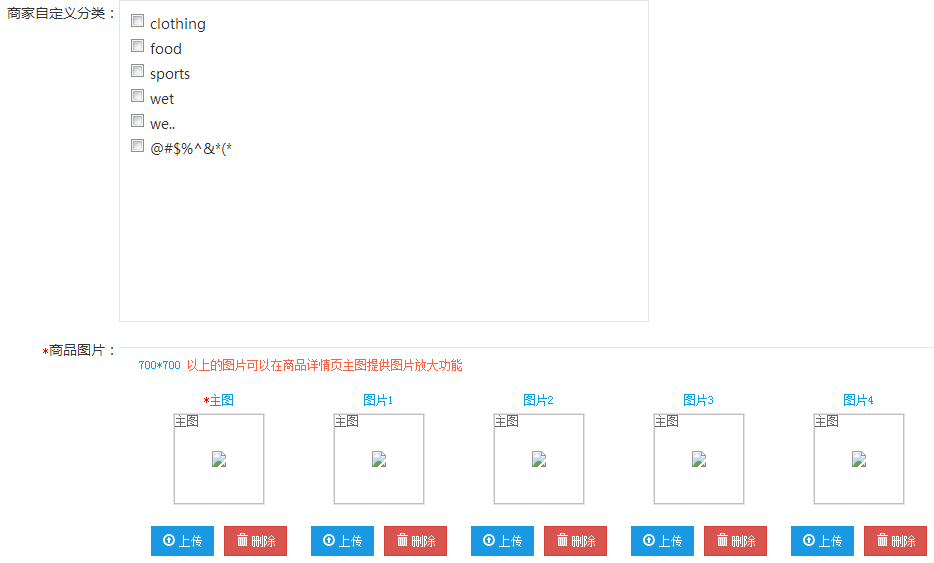 商家自定义分类：
clothing
food
sports
wet
we..
@#$%^&*(*
*商品图片：
700*700 以上的图片可以在商品详情页主图提供图片放大功能
*主图 图片1 图片2 图片3 图片4
主图 主图 主图 主图 主图
上传 删除 上传 删除 上传 删除 上传 删除 上传 删除